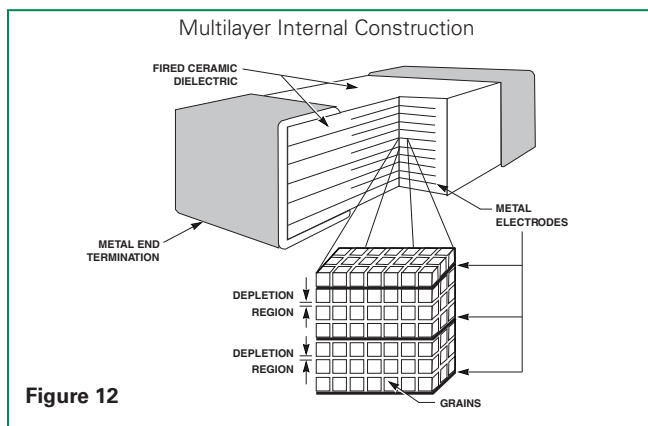 Multilayer Internal Construction
FIRED CERAMIC
DIELECTRIC
METAL
ELECTRODES
METAL END
TERMINATION
DEPLETION
REGION
DEPLETION
REGION
GRAINS
Figure 12